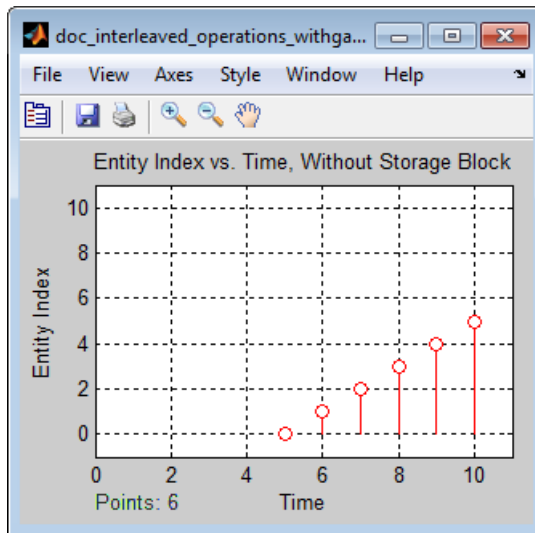 doc_interleaved_operations_withga...
File View Axes Style Window Help
Entity Index vs. Time, Without Storage Block
Entity Index
10
8
6
4
2
0
0 2 4 6 8 10
Points: 6 Time